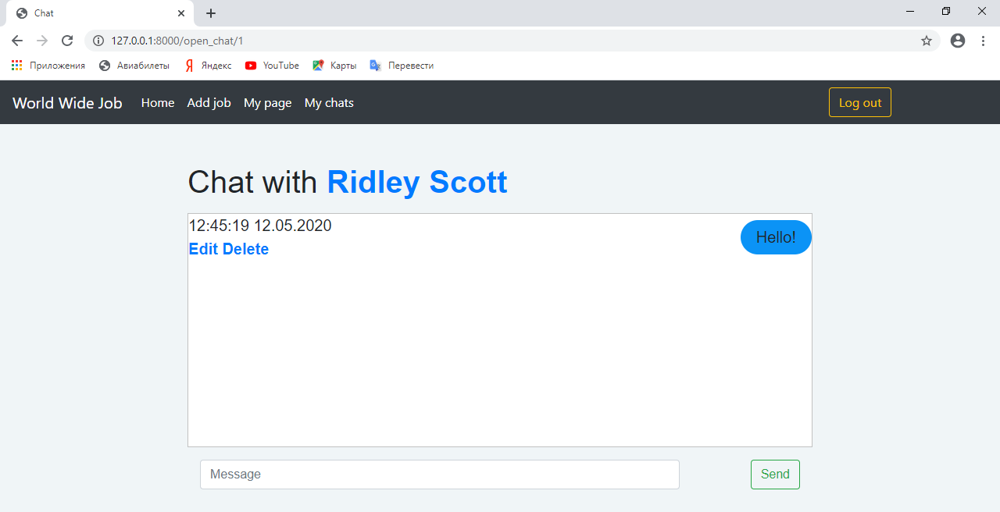 Chat
127.0.0.1:8000/open_chat/1
Приложения Авиабилеты Яндекс YouTube Карты Перевести
World Wide Job Home Add job My page My chats Log out
Chat with Ridley Scott
12:45:19 12.05.2020
Hello!
Edit Delete
Message Send